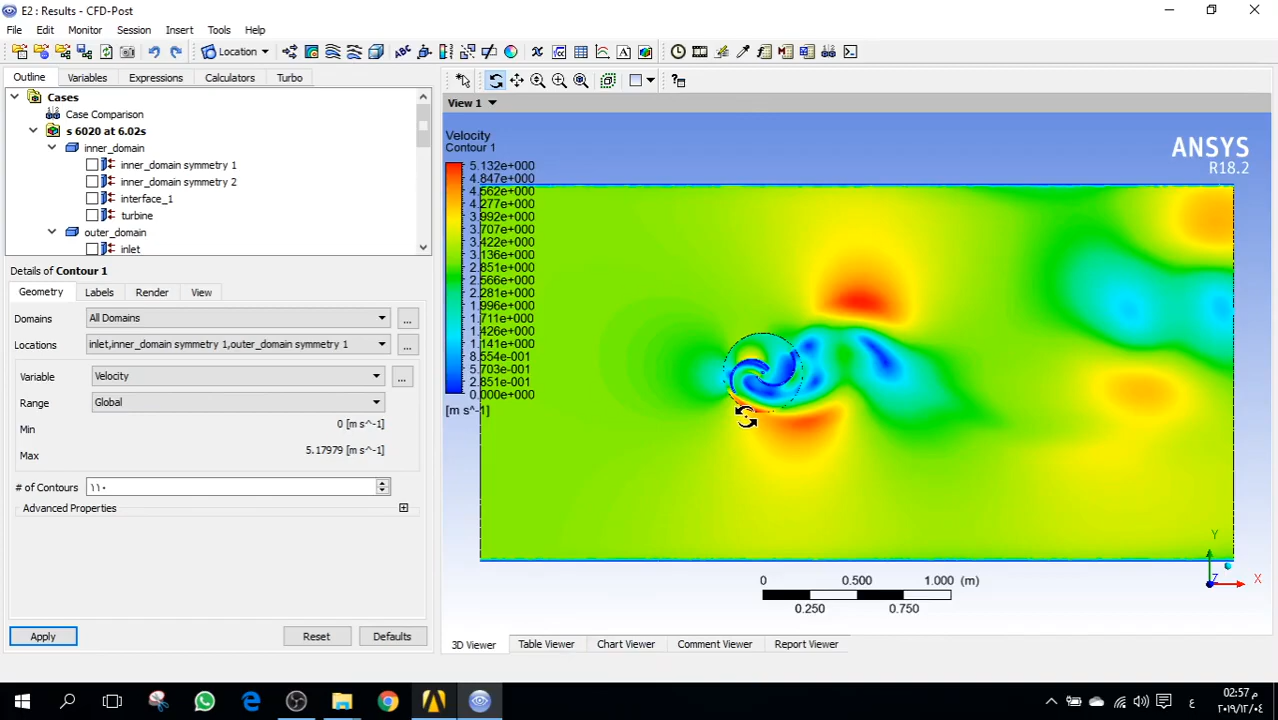 E2 : Results - CFD-Post
File Edit Monitor Session Insert Tools Help
Location
Outline Variables Expressions Calculators Turbo
Cases
Case Comparison
s 6020 at 6.02s
inner_domain
inner_domain symmetry 1
inner_domain symmetry 2
interface_1
turbine
outer_domain
inlet
Details of Contour 1
Geometry Labels Render View
Domains All Domains ...
Locations inlet,inner_domain symmetry 1,outer_domain symmetry 1 ...
Variable Velocity ...
Range Global
Min 0 [m s^-1]
Max 5.17979 [m s^-1]
# of Contours ١١٠
Advanced Properties
Apply Reset Defaults
View 1
Velocity
Contour 1
5.132e+000
4.847e+000
4.562e+000
4.277e+000
3.992e+000
3.707e+000
3.422e+000
3.136e+000
2.851e+000
2.566e+000
2.281e+000
1.996e+000
1.711e+000
1.426e+000
1.141e+000
8.554e-001
5.703e-001
2.851e-001
0.000e+000
[m s^-1]
ANSYS
R18.2
0 0.500 1.000 (m)
0.250 0.750
Y
Z
X
3D Viewer Table Viewer Chart Viewer Comment Viewer Report Viewer
ع
02:57 م
٢٠١٩/١٢/٠٤